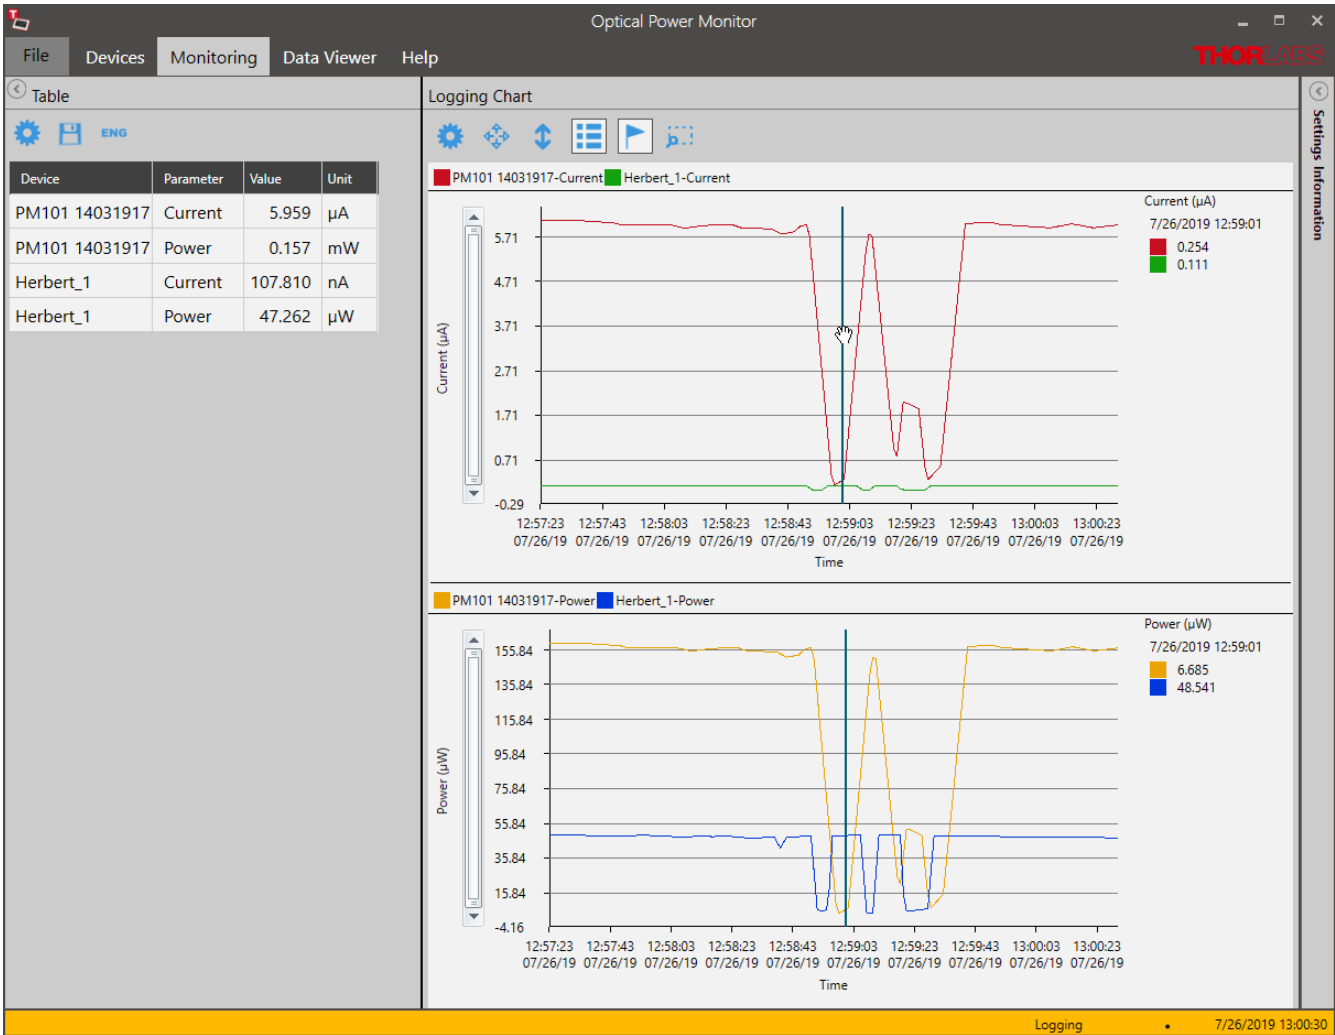 Optical Power Monitor
File Devices Monitoring Data Viewer Help
THORLABS
Table
ENG
Device Parameter Value Unit
PM101 14031917 Current 5.959 µA
PM101 14031917 Power 0.157 mW
Herbert_1 Current 107.810 nA
Herbert_1 Power 47.262 µW
Logging Chart
PM101 14031917-Current Herbert_1-Current
Current (µA)
7/26/2019 12:59:01
0.254
0.111
Current (µA)
5.71
4.71
3.71
2.71
1.71
0.71
-0.29
12:57:23 12:57:43 12:58:03 12:58:23 12:58:43 12:59:03 12:59:23 12:59:43 13:00:03 13:00:23
07/26/19 07/26/19 07/26/19 07/26/19 07/26/19 07/26/19 07/26/19 07/26/19 07/26/19 07/26/19
Time
PM101 14031917-Power Herbert_1-Power
Power (µW)
7/26/2019 12:59:01
6.685
48.541
Power (µW)
155.84
135.84
115.84
95.84
75.84
55.84
35.84
15.84
-4.16
12:57:23 12:57:43 12:58:03 12:58:23 12:58:43 12:59:03 12:59:23 12:59:43 13:00:03 13:00:23
07/26/19 07/26/19 07/26/19 07/26/19 07/26/19 07/26/19 07/26/19 07/26/19 07/26/19 07/26/19
Time
Settings Information
Logging • 7/26/2019 13:00:30